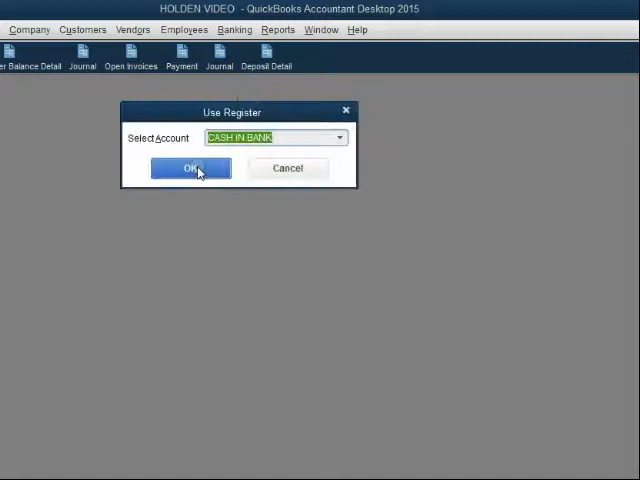 HOLDEN VIDEO - QuickBooks Accountant Desktop 2015
Company Customers Vendors Employees Banking Reports Window Help
er Balance Detail Journal Open Invoices Payment Journal Deposit Detail
Use Register
Select Account CASH IN BANK
OK Cancel